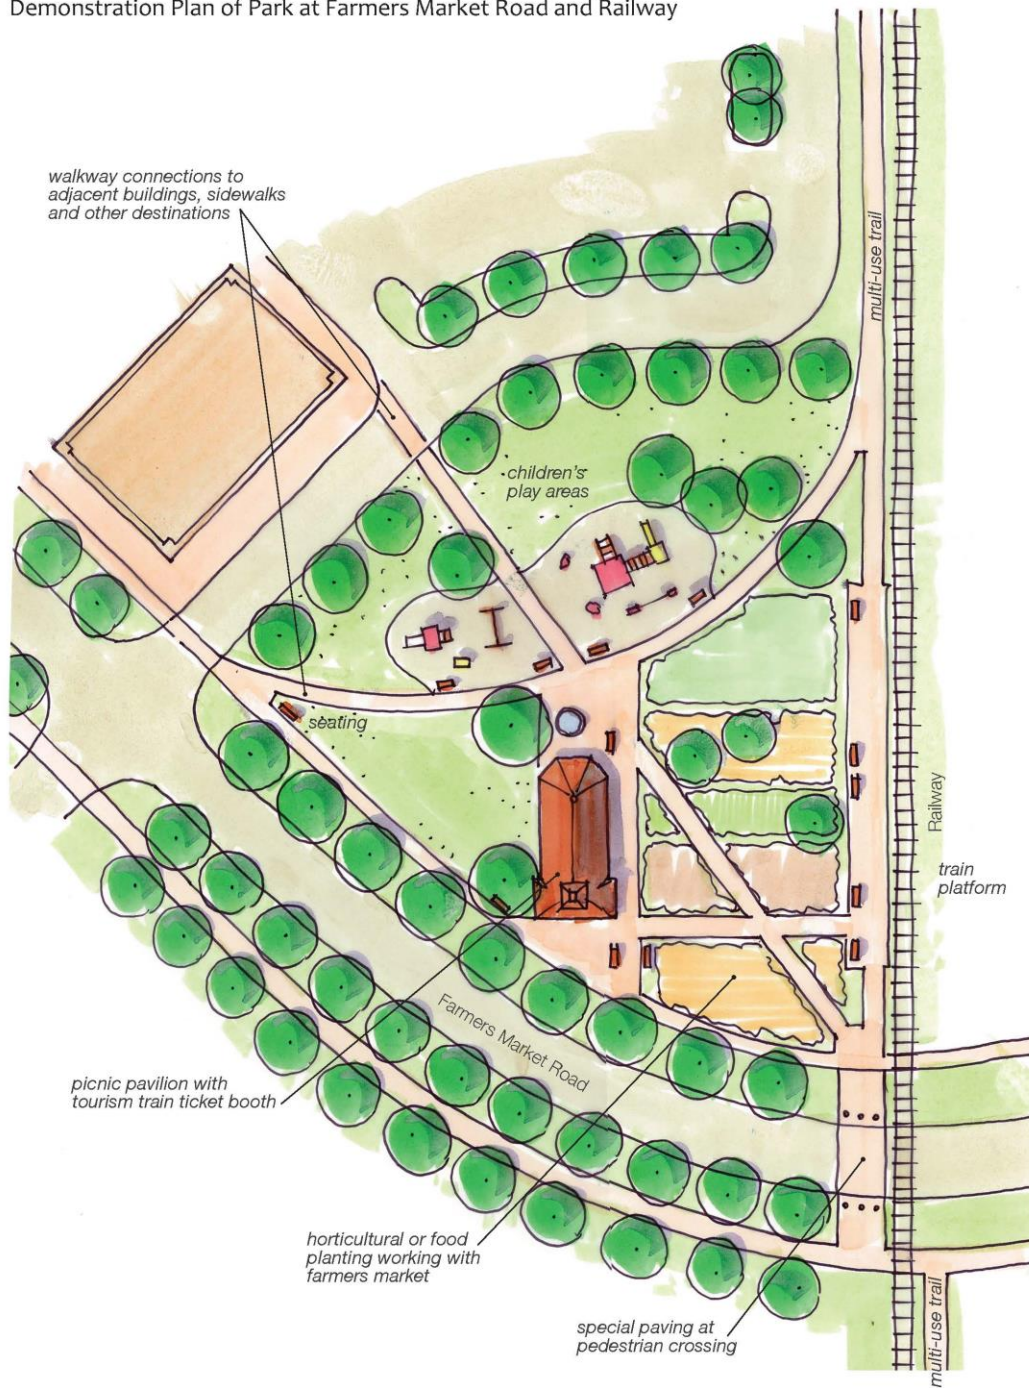 Demonstration Plan of Park at Farmers Market Road and Railway
walkway connections to
adjacent buildings, sidewalks
and other destinations
multi-use trail
children's
play areas
seating
Railway
train
platform
Farmers Market Road
picnic pavilion with
tourism train ticket booth
horticultural or food
planting working with
farmers market
special paving at
pedestrian crossing
multi-use trail